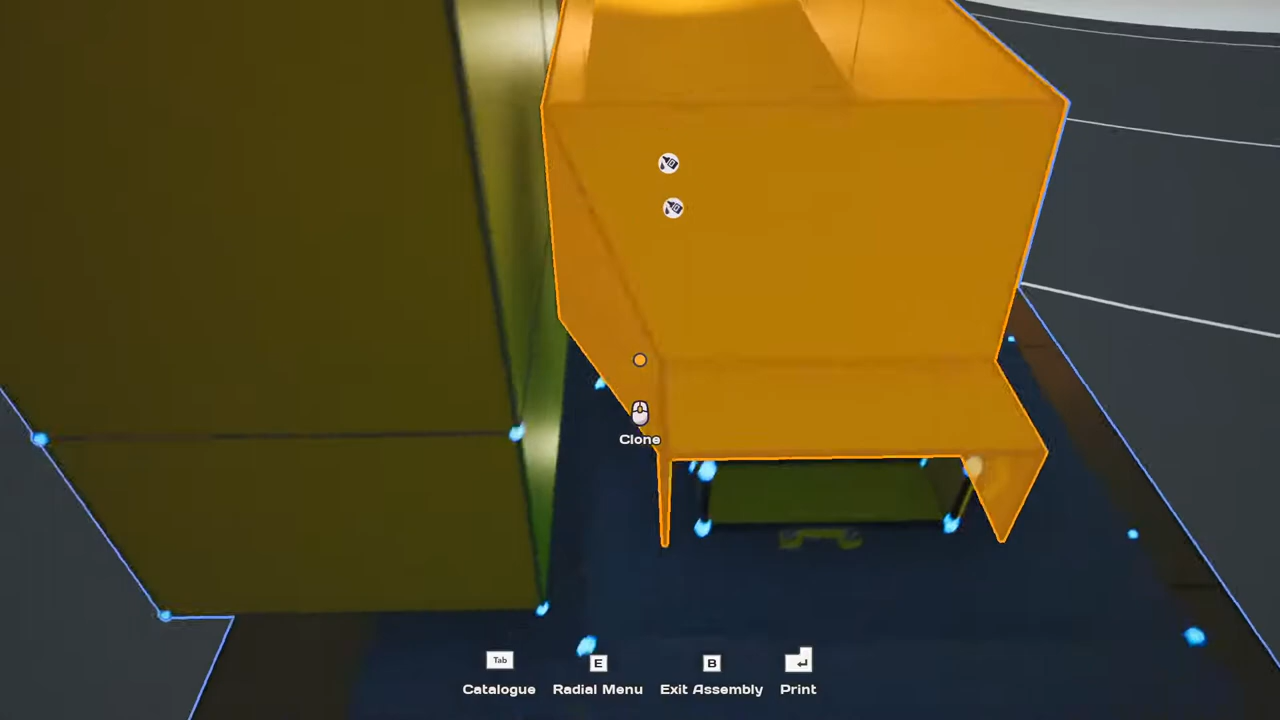 Clone
Tab
E
B
Catalogue
Radial Menu
Exit Assembly
Print